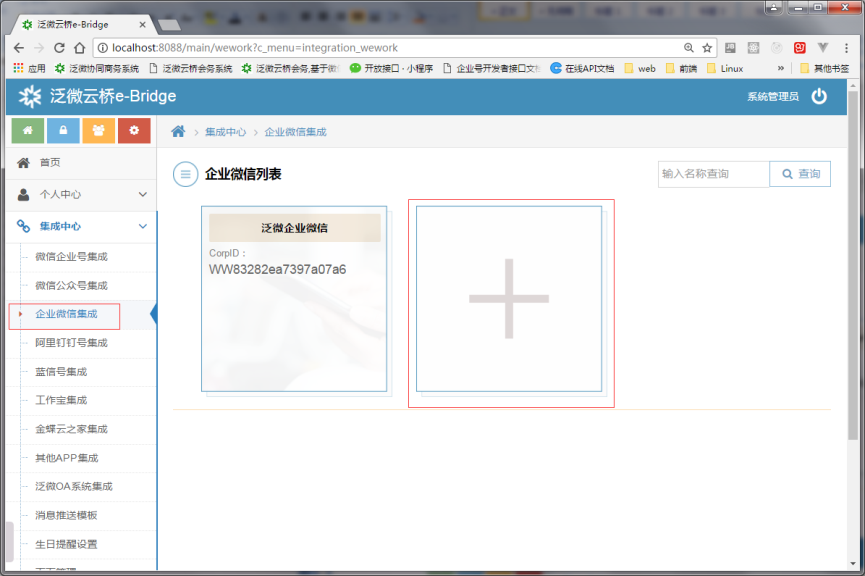 泛微云桥e-Bridge
localhost:8088/main/wework?c_menu=integration_wework
应用 泛微协同商务系统 泛微云桥会务系统 泛微云桥会务,基于微 开放接口 · 小程序 企业号开发者接口文 在线API文档 web 前端 Linux » 其他书签
泛微云桥e-Bridge
系统管理员
集成中心 > 企业微信集成
首页
个人中心
集成中心
微信企业号集成
微信公众号集成
企业微信集成
阿里钉钉号集成
蓝信号集成
工作宝集成
金蝶云之家集成
其他APP集成
泛微OA系统集成
消息推送模板
生日提醒设置
企业微信列表
输入名称查询
查询
泛微企业微信
CorpID：
WW83282ea7397a07a6